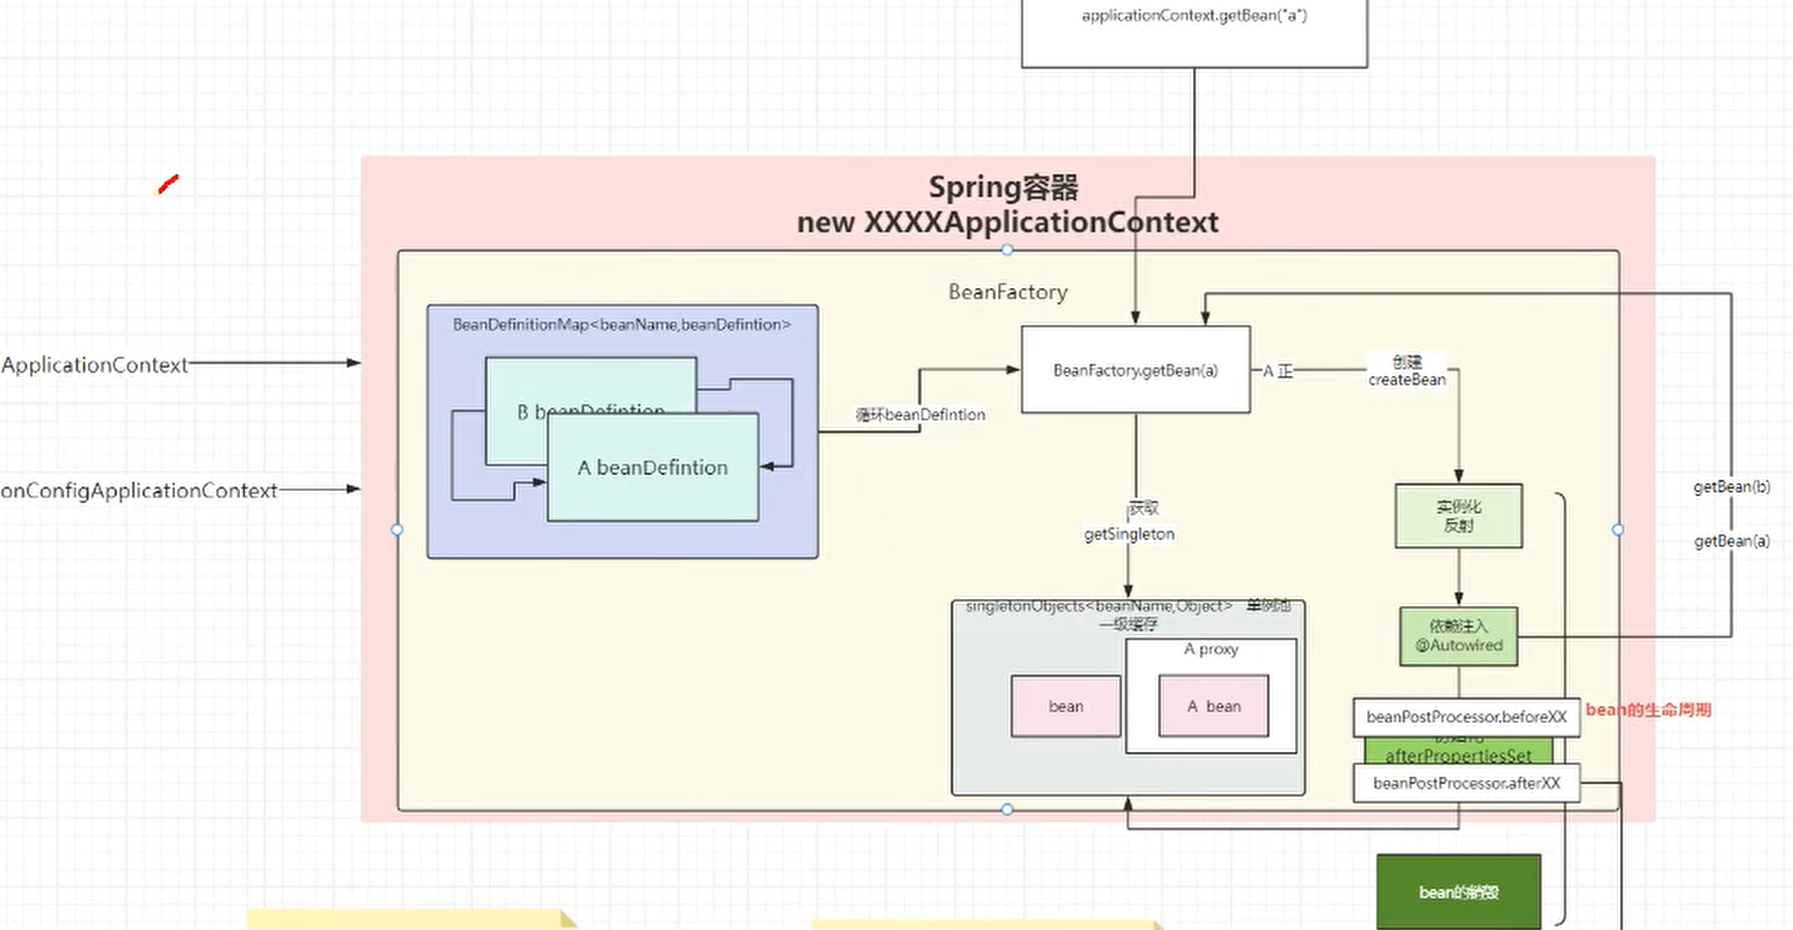 applicationContext.getBean("a")
Spring容器
new XXXXApplicationContext
BeanFactory
BeanDefinitionMap<beanName,beanDefintion>
B beanDefintion
A beanDefintion
ApplicationContext
onConfigApplicationContext
循环beanDefintion
BeanFactory.getBean(a)
A 正
创建
createBean
获取
getSingleton
实例化
反射
getBean(b)
getBean(a)
singletonObjects<beanName,Object> 单例池
一级缓存
A proxy
bean
A bean
依赖注入
@Autowired
beanPostProcessor.beforeXX
bean的生命周期
初始化
afterPropertiesSet
beanPostProcessor.afterXX
bean的销毁